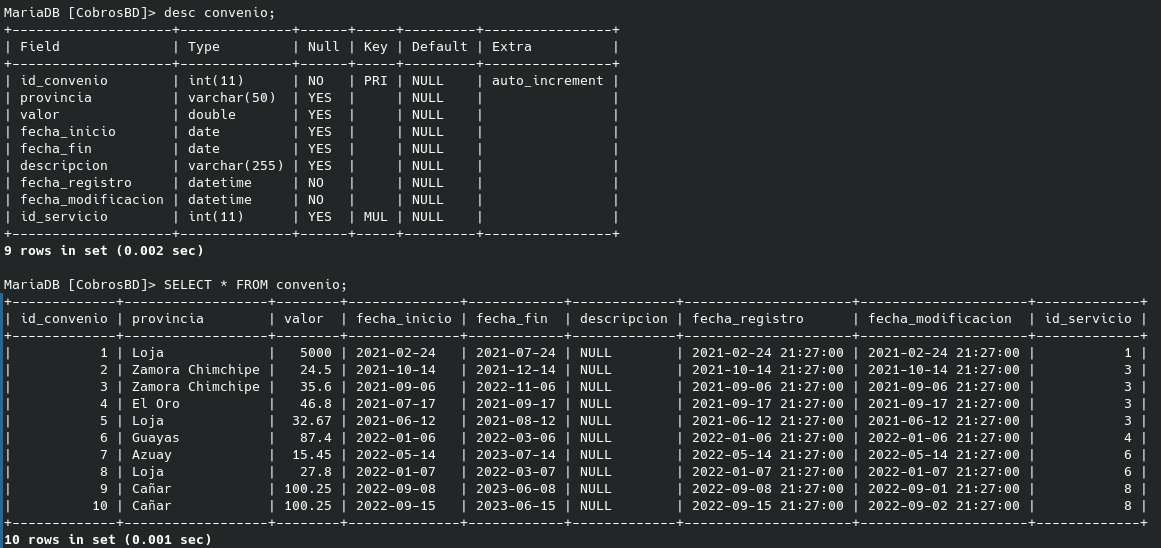 MariaDB [CobrosBD]> desc convenio;
+--------------------+--------------+------+-----+---------+----------------+
| Field              | Type         | Null | Key | Default | Extra          |
+--------------------+--------------+------+-----+---------+----------------+
| id_convenio        | int(11)      | NO   | PRI | NULL    | auto_increment |
| provincia          | varchar(50)  | YES  |     | NULL    |                |
| valor              | double       | YES  |     | NULL    |                |
| fecha_inicio       | date         | YES  |     | NULL    |                |
| fecha_fin          | date         | YES  |     | NULL    |                |
| descripcion        | varchar(255) | YES  |     | NULL    |                |
| fecha_registro     | datetime     | NO   |     | NULL    |                |
| fecha_modificacion | datetime     | NO   |     | NULL    |                |
| id_servicio        | int(11)      | YES  | MUL | NULL    |                |
+--------------------+--------------+------+-----+---------+----------------+
9 rows in set (0.002 sec)
MariaDB [CobrosBD]> SELECT * FROM convenio;
+-------------+------------------+--------+--------------+------------+-------------+---------------------+---------------------+-------------+
| id_convenio | provincia        | valor  | fecha_inicio | fecha_fin  | descripcion | fecha_registro      | fecha_modificacion  | id_servicio |
+-------------+------------------+--------+--------------+------------+-------------+---------------------+---------------------+-------------+
|           1 | Loja             |   5000 | 2021-02-24   | 2021-07-24 | NULL        | 2021-02-24 21:27:00 | 2021-02-24 21:27:00 |           1 |
|           2 | Zamora Chimchipe |   24.5 | 2021-10-14   | 2021-12-14 | NULL        | 2021-10-14 21:27:00 | 2021-10-14 21:27:00 |           3 |
|           3 | Zamora Chimchipe |   35.6 | 2021-09-06   | 2022-11-06 | NULL        | 2021-09-06 21:27:00 | 2021-09-06 21:27:00 |           3 |
|           4 | El Oro           |   46.8 | 2021-07-17   | 2021-09-17 | NULL        | 2021-09-17 21:27:00 | 2021-09-17 21:27:00 |           3 |
|           5 | Loja             |  32.67 | 2021-06-12   | 2021-08-12 | NULL        | 2021-06-12 21:27:00 | 2021-06-12 21:27:00 |           3 |
|           6 | Guayas           |   87.4 | 2022-01-06   | 2022-03-06 | NULL        | 2022-01-06 21:27:00 | 2022-01-06 21:27:00 |           4 |
|           7 | Azuay            |  15.45 | 2022-05-14   | 2023-07-14 | NULL        | 2022-05-14 21:27:00 | 2022-05-14 21:27:00 |           6 |
|           8 | Loja             |   27.8 | 2022-01-07   | 2022-03-07 | NULL        | 2022-01-07 21:27:00 | 2022-01-07 21:27:00 |           6 |
|           9 | Cañar            | 100.25 | 2022-09-08   | 2023-06-08 | NULL        | 2022-09-08 21:27:00 | 2022-09-01 21:27:00 |           8 |
|          10 | Cañar            | 100.25 | 2022-09-15   | 2023-06-15 | NULL        | 2022-09-15 21:27:00 | 2022-09-02 21:27:00 |           8 |
+-------------+------------------+--------+--------------+------------+-------------+---------------------+---------------------+-------------+
10 rows in set (0.001 sec)